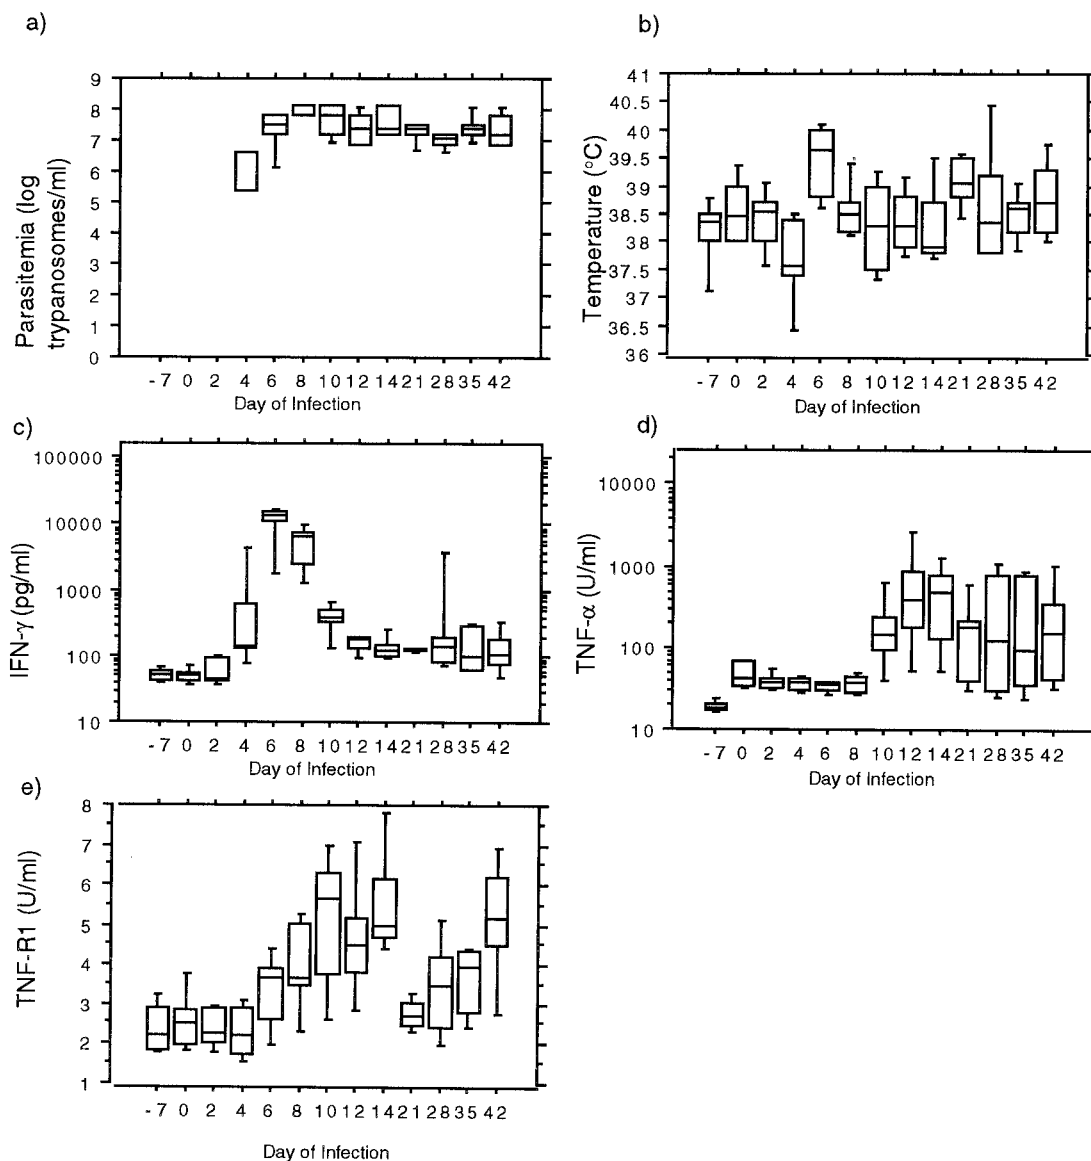 a)
9
8
7
6
5
4
3
2
1
0
Parasitemia (log
trypanosomes/ml)
-7 0 2 4 6 8 10 12 14 21 28 35 42
Day of Infection
b)
41
40.5
40
39.5
39
38.5
38
37.5
37
36.5
36
Temperature (°C)
-7 0 2 4 6 8 10 12 14 21 28 35 42
Day of Infection
c)
100000
10000
1000
100
10
IFN-γ (pg/ml)
-7 0 2 4 6 8 10 12 14 21 28 35 42
Day of Infection
d)
10000
1000
100
10
TNF-α (U/ml)
-7 0 2 4 6 8 10 12 14 21 28 35 42
Day of Infection
e)
8
7
6
5
4
3
2
1
TNF-R1 (U/ml)
-7 0 2 4 6 8 10 12 14 21 28 35 42
Day of Infection